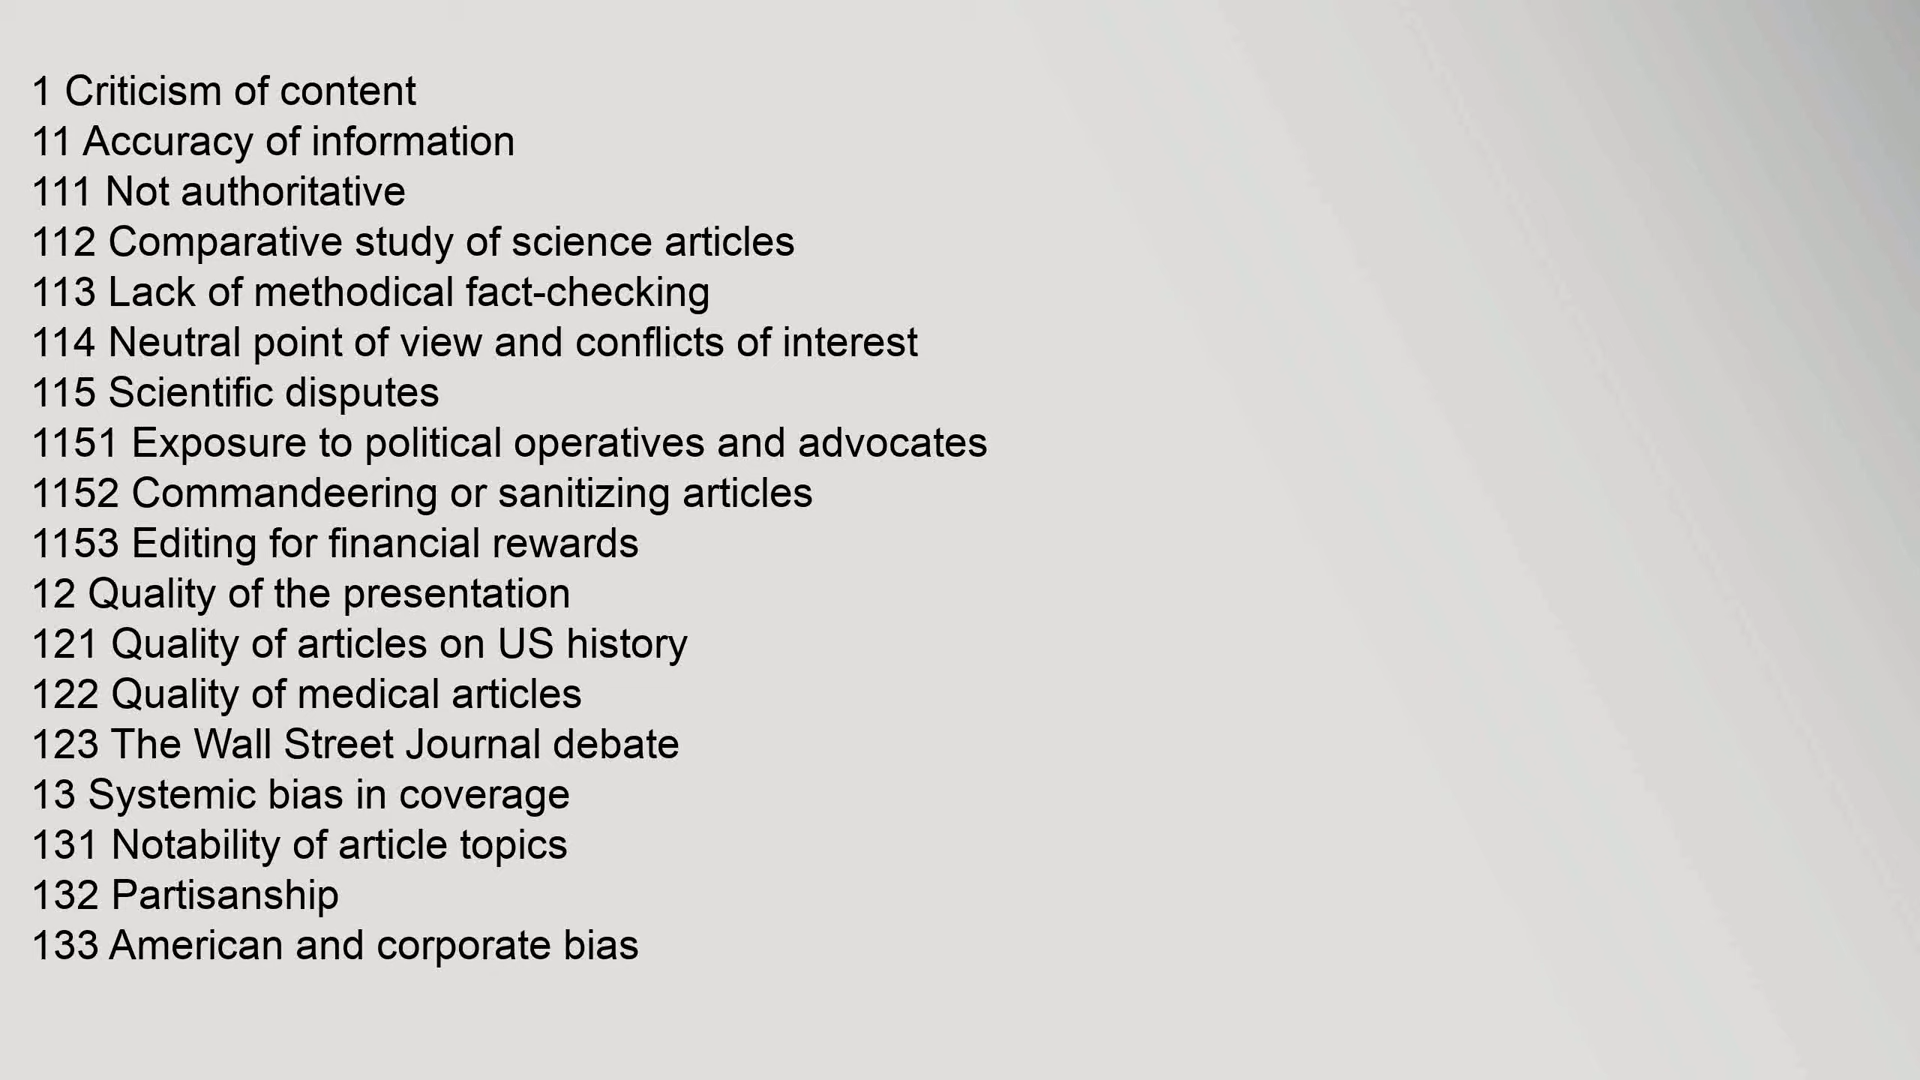 1 Criticism of content
11 Accuracy of information
111 Not authoritative
112 Comparative study of science articles
113 Lack of methodical fact-checking
114 Neutral point of view and conflicts of interest
115 Scientific disputes
1151 Exposure to political operatives and advocates
1152 Commandeering or sanitizing articles
1153 Editing for financial rewards
12 Quality of the presentation
121 Quality of articles on US history
122 Quality of medical articles
123 The Wall Street Journal debate
13 Systemic bias in coverage
131 Notability of article topics
132 Partisanship
133 American and corporate bias